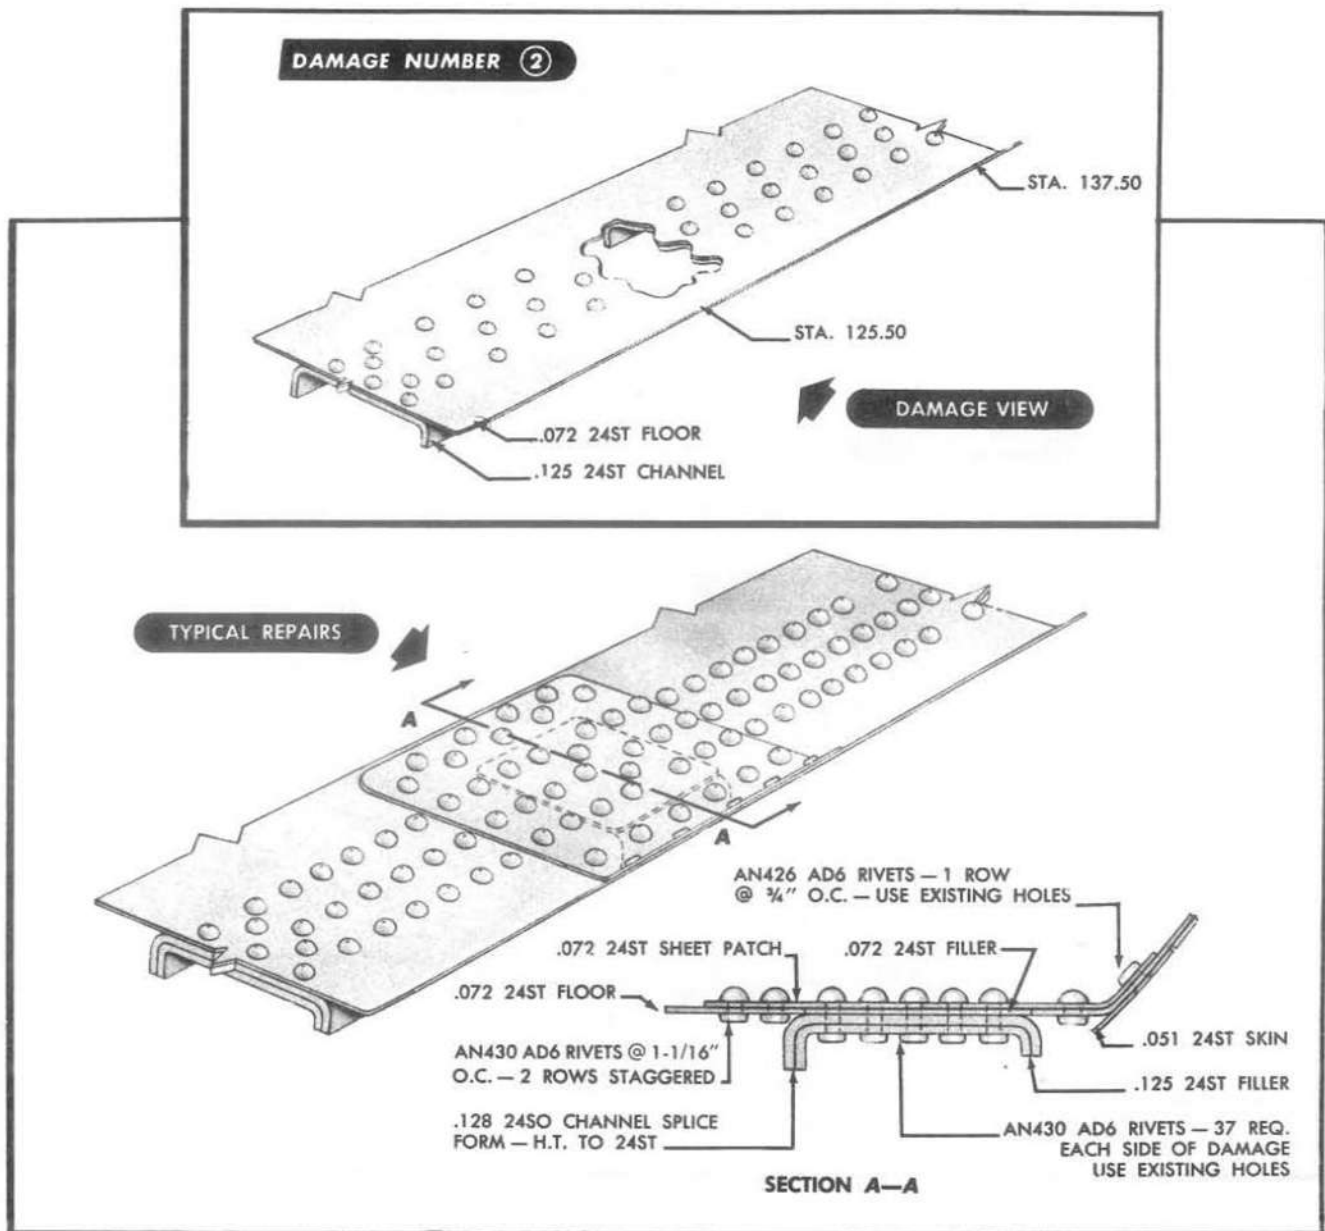 DAMAGE NUMBER ②
STA. 137.50
STA. 125.50
DAMAGE VIEW
.072 24ST FLOOR
.125 24ST CHANNEL
TYPICAL REPAIRS
A
A
AN426 AD6 RIVETS — 1 ROW
@ ¾" O.C. — USE EXISTING HOLES
.072 24ST SHEET PATCH
.072 24ST FILLER
.072 24ST FLOOR
AN430 AD6 RIVETS @ 1-1/16"
O.C. — 2 ROWS STAGGERED
.051 24ST SKIN
.125 24ST FILLER
.128 24SO CHANNEL SPLICE
FORM — H.T. TO 24ST
AN430 AD6 RIVETS — 37 REQ.
EACH SIDE OF DAMAGE
USE EXISTING HOLES
SECTION A—A